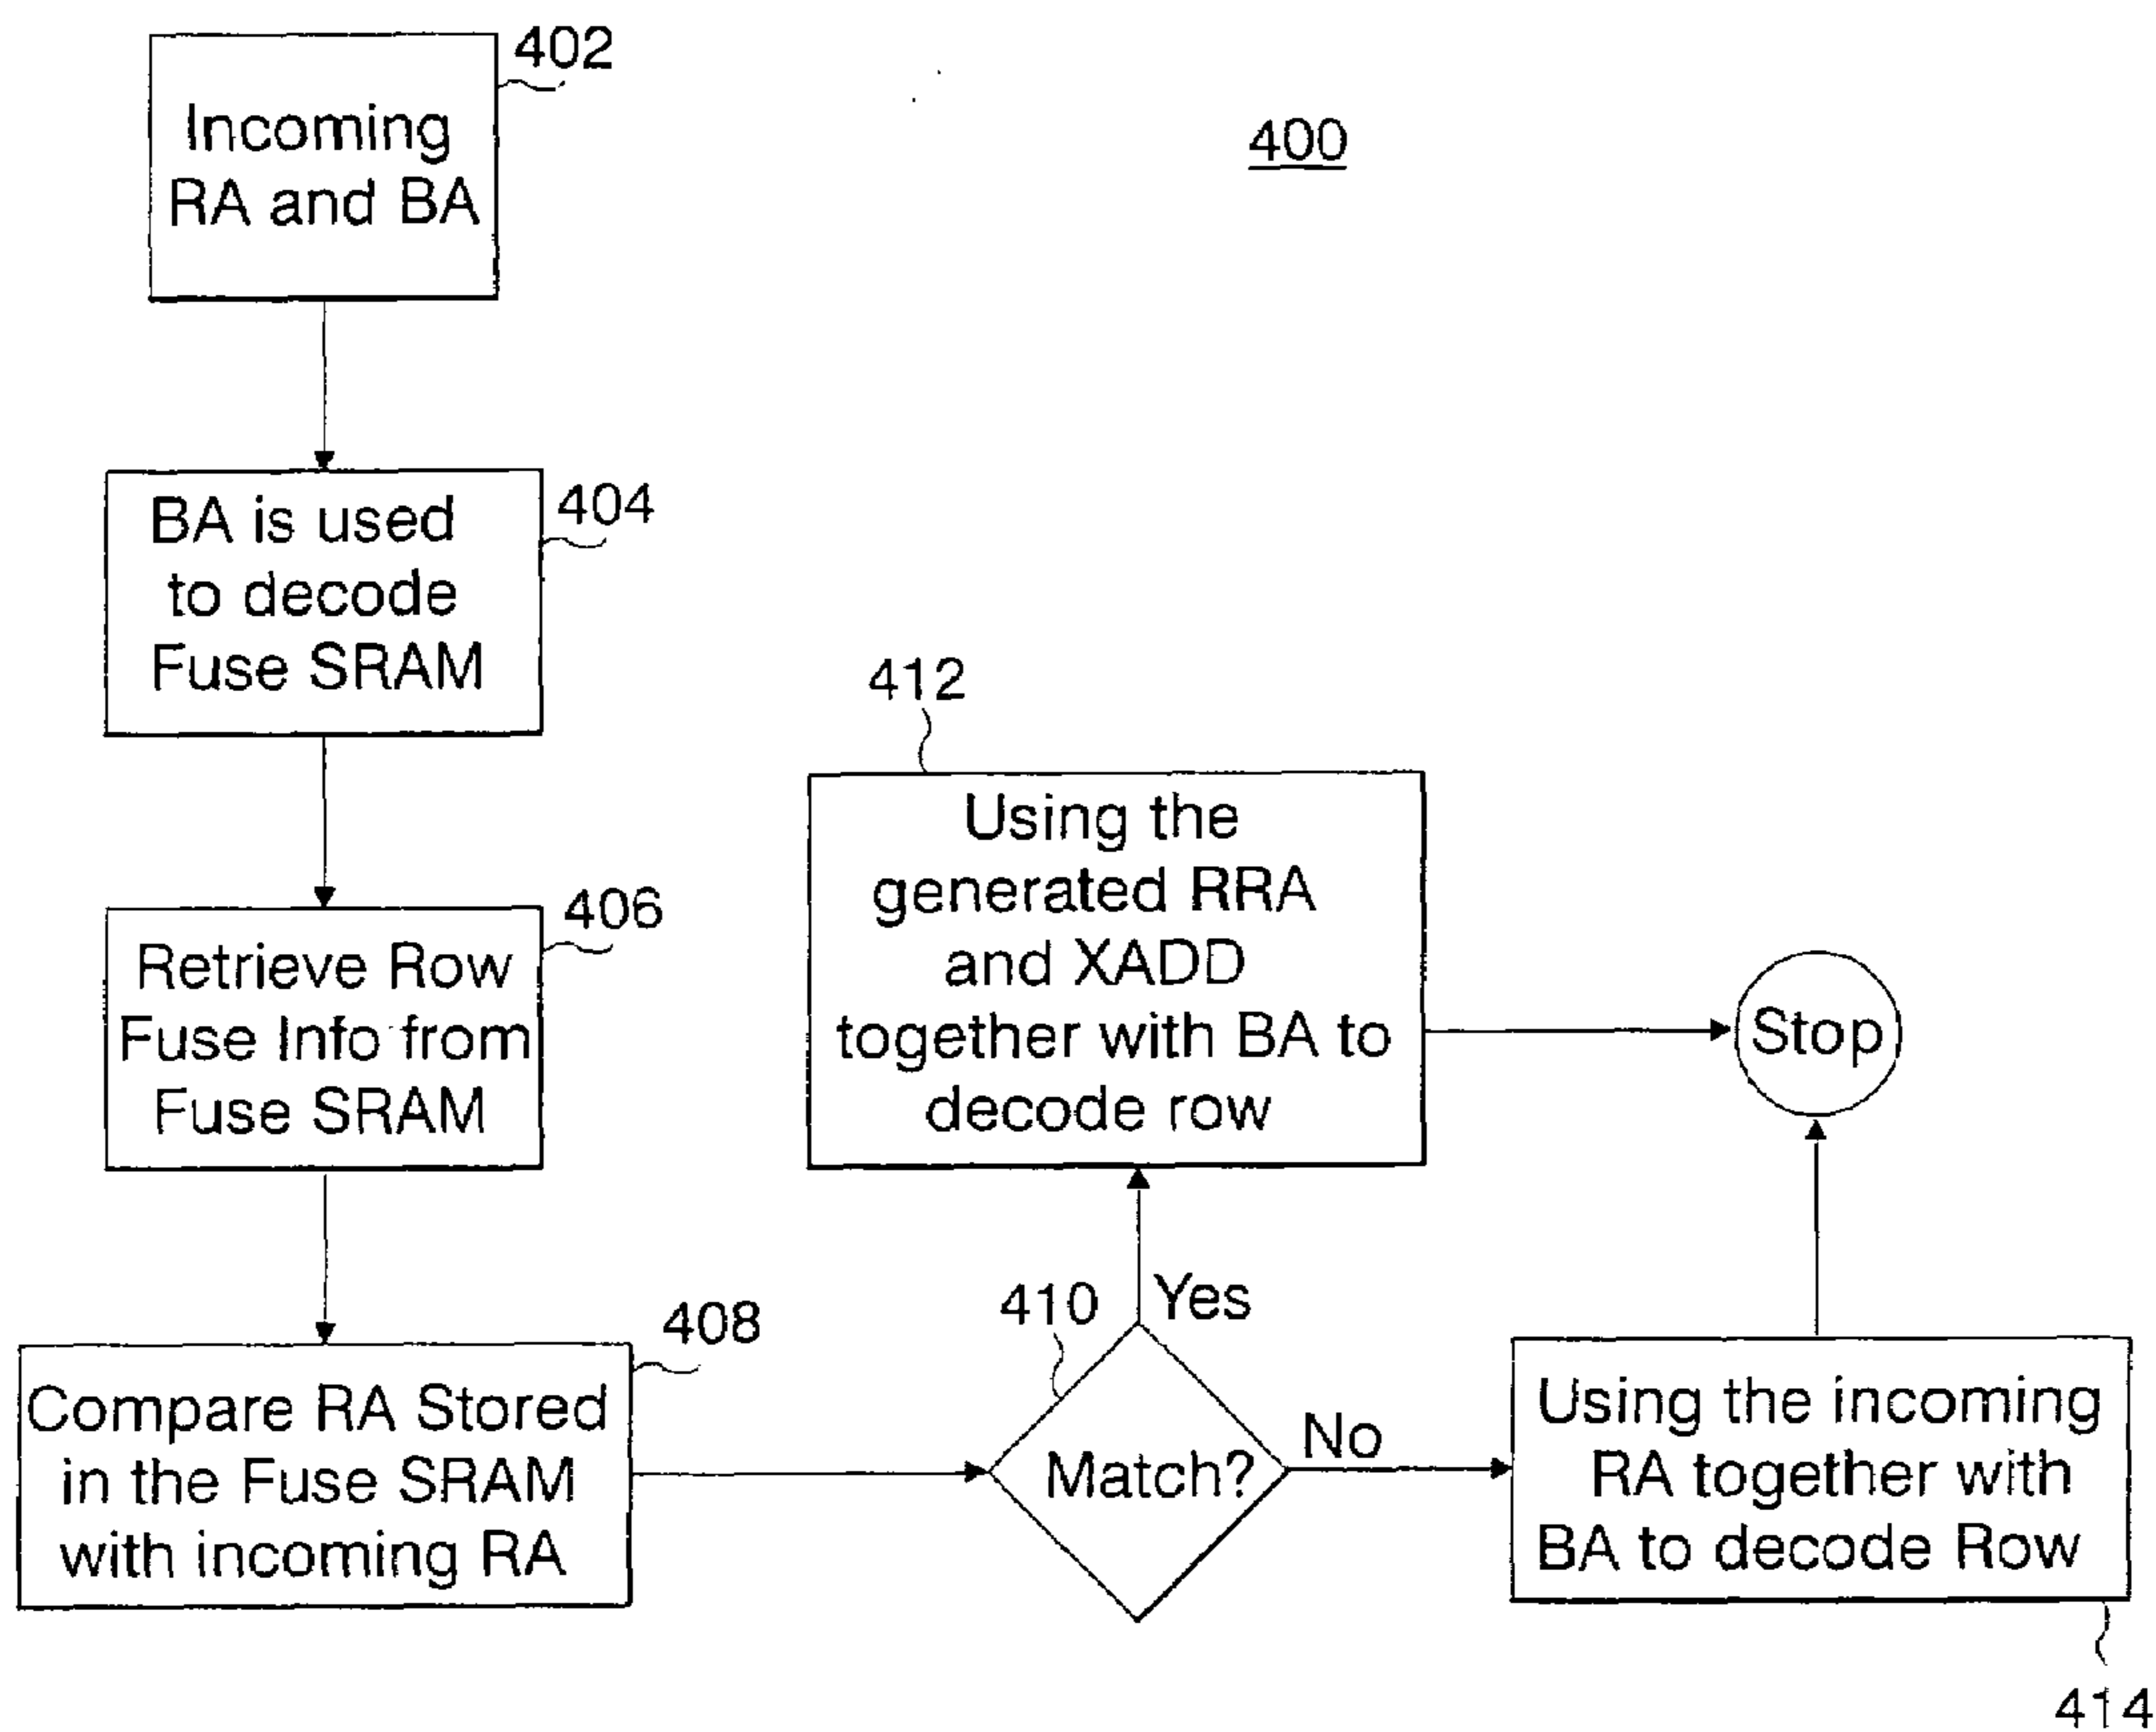 402
Incoming
RA and BA
400
404
BA is used
to decode
Fuse SRAM
406
Retrieve Row
Fuse Info from
Fuse SRAM
408
Compare RA Stored
in the Fuse SRAM
with incoming RA
410
Match?
Yes
No
412
Using the
generated RRA
and XADD
together with BA to
decode row
Using the incoming
RA together with
BA to decode Row
414
Stop